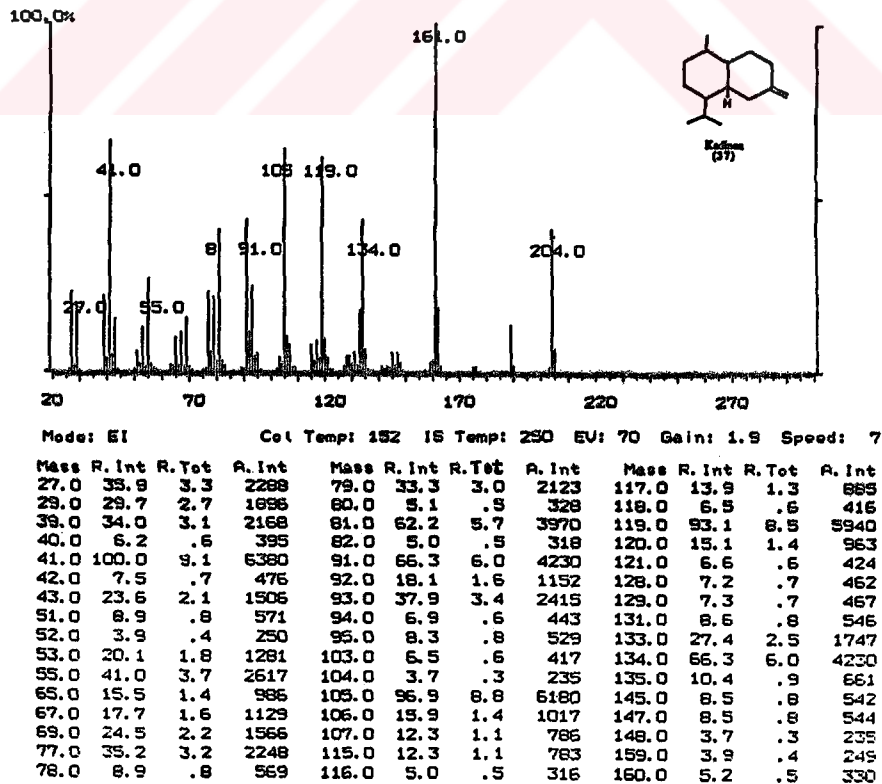 100.0%
161.0
41.0
105
119.0
8
91.0
134.0
204.0
27.0
55.0
H
(37)
20 70 120 170 220 270
Mode: EI Col Temp: 152 IS Temp: 250 EV: 70 Gain: 1.9 Speed: 7
Mass R.Int R.Tot A.Int Mass R.Int R.Tot A.Int Mass R.Int R.Tot A.Int
27.0 35.9 3.3 2288 79.0 33.3 3.0 2123 117.0 13.9 1.3 885
29.0 29.7 2.7 1896 80.0 5.1 .5 328 118.0 6.5 .6 416
39.0 34.0 3.1 2168 81.0 62.2 5.7 3970 119.0 93.1 8.5 5940
40.0 6.2 .6 395 82.0 5.0 .5 318 120.0 15.1 1.4 963
41.0 100.0 9.1 6380 91.0 66.3 6.0 4230 121.0 6.6 .6 424
42.0 7.5 .7 476 92.0 18.1 1.6 1152 128.0 7.2 .7 462
43.0 23.6 2.1 1506 93.0 37.9 3.4 2415 129.0 7.3 .7 467
51.0 8.9 .8 571 94.0 6.9 .6 443 131.0 8.6 .8 546
52.0 3.9 .4 250 95.0 8.3 .8 529 133.0 27.4 2.5 1747
53.0 20.1 1.8 1281 103.0 6.5 .6 417 134.0 66.3 6.0 4230
55.0 41.0 3.7 2617 104.0 3.7 .3 235 135.0 10.4 .9 661
65.0 15.5 1.4 986 105.0 96.9 8.8 6180 145.0 8.5 .8 542
67.0 17.7 1.6 1129 106.0 15.9 1.4 1017 147.0 8.5 .8 544
69.0 24.5 2.2 1566 107.0 12.3 1.1 786 148.0 3.7 .3 235
77.0 35.2 3.2 2248 115.0 12.3 1.1 783 159.0 3.9 .4 249
78.0 8.9 .8 569 116.0 5.0 .5 316 160.0 5.2 .5 330